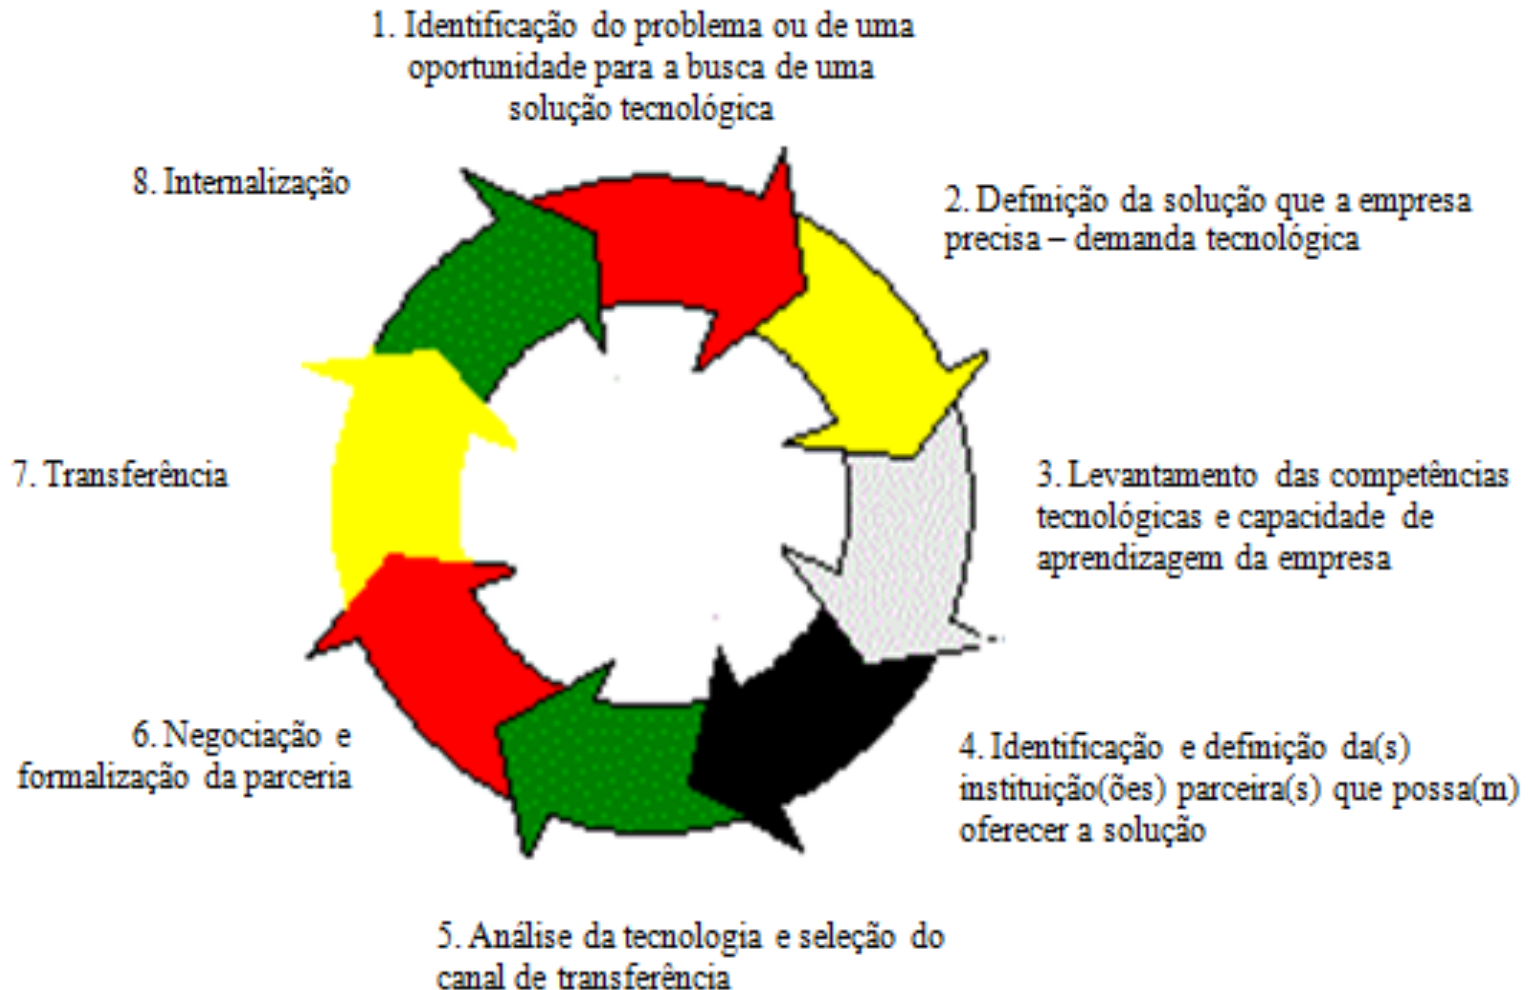 1. Identificação do problema ou de uma
oportunidade para a busca de uma
solução tecnológica
2. Definição da solução que a empresa
precisa – demanda tecnológica
3. Levantamento das competências
tecnológicas e capacidade de
aprendizagem da empresa
4. Identificação e definição da(s)
instituição(ões) parceira(s) que possa(m)
oferecer a solução
5. Análise da tecnologia e seleção do
canal de transferência
6. Negociação e
formalização da parceria
7. Transferência
8. Internalização